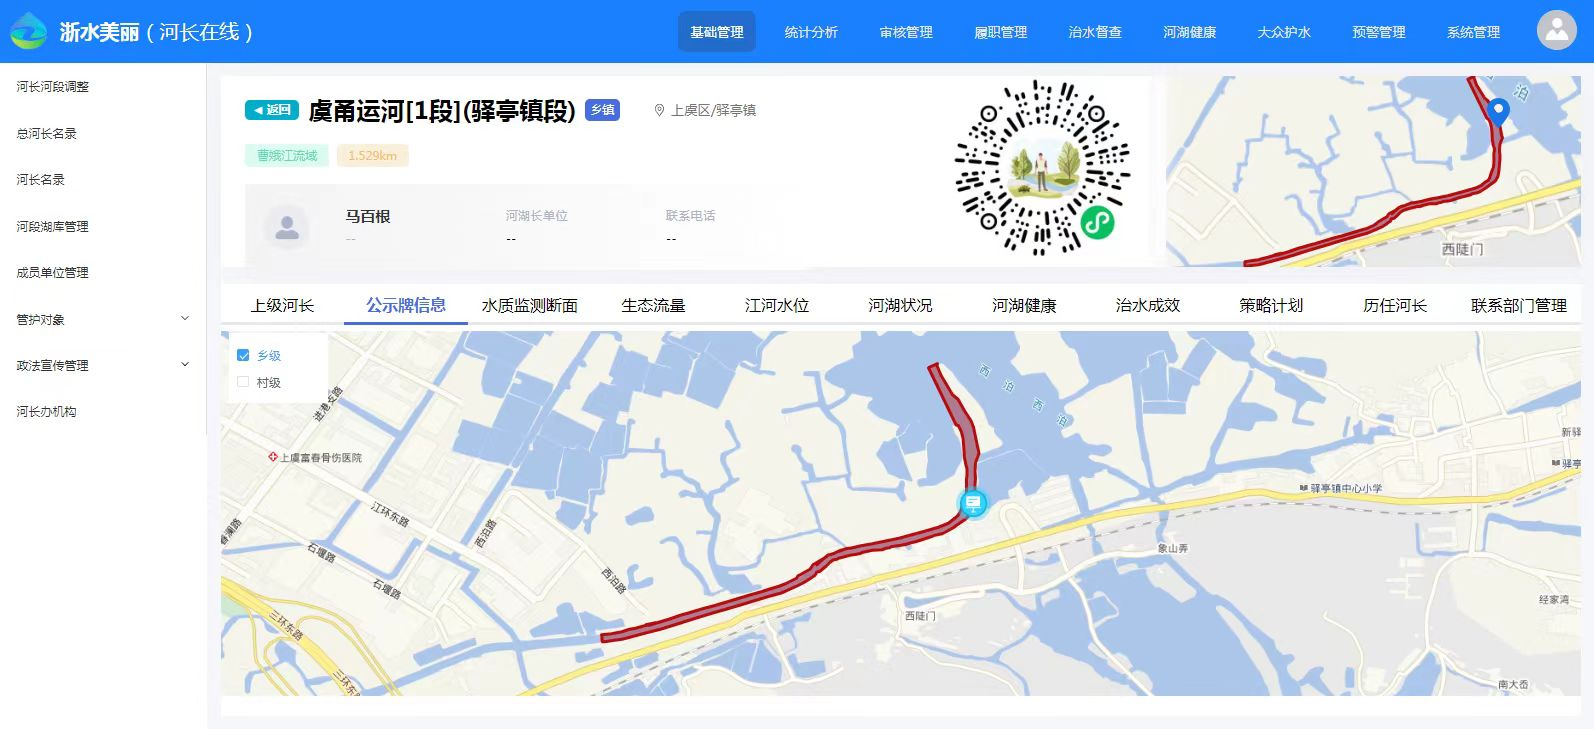 浙水美丽（河长在线）
基础管理 统计分析 审核管理 履职管理 治水督查 河湖健康 大众护水 预警管理 系统管理
河长河段调整
总河长名录
河长名录
河段湖库管理
成员单位管理
管护对象
政法宣传管理
河长办机构
返回 虞甬运河[1段](驿亭镇段) 乡镇 上虞区/驿亭镇
曹娥江流域 1.529km
马百根 河湖长单位 联系电话
-- -- --
泊
西陡门
上级河长 公示牌信息 水质监测断面 生态流量 江河水位 河湖状况 河湖健康 治水成效 策略计划 历任河长 联系部门管理
乡级
村级
进港支路
西泊
西泊
上虞富春骨伤医院
新驿
驿亭
驿亭镇中心小学
江环东路
西泊路
石堰路
石堰路
西泊路
象山弄
经家湾
西陡门
三环东路
三环东
南大岙